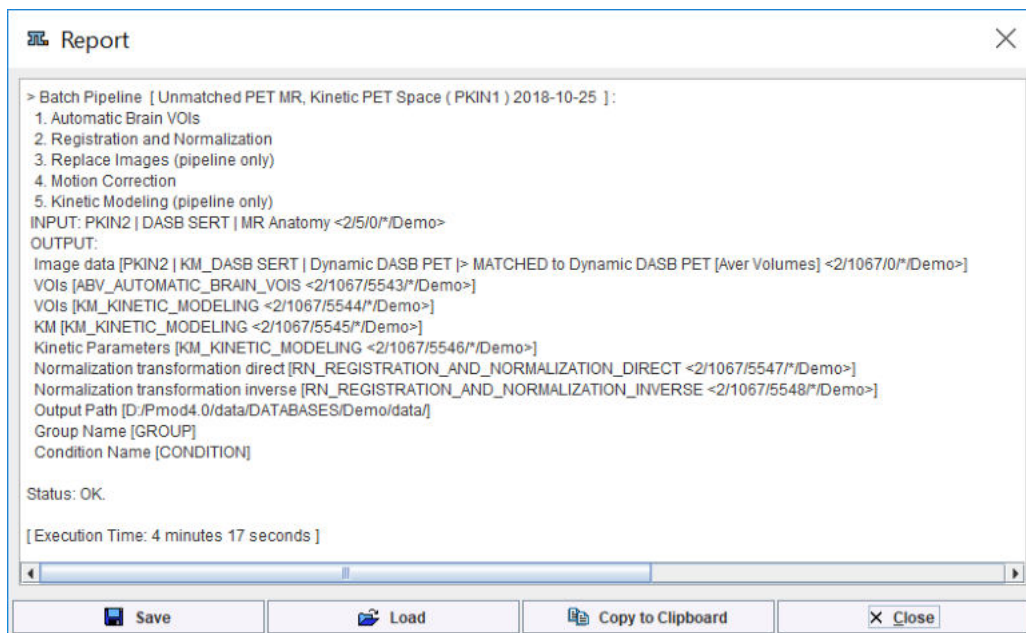 Report
> Batch Pipeline [ Unmatched PET MR, Kinetic PET Space ( PKIN1 ) 2018-10-25 ] :
1. Automatic Brain VOIs
2. Registration and Normalization
3. Replace Images (pipeline only)
4. Motion Correction
5. Kinetic Modeling (pipeline only)
INPUT: PKIN2 | DASB SERT | MR Anatomy <2/5/0/*/Demo>
OUTPUT:
Image data [PKIN2 | KM_DASB SERT | Dynamic DASB PET |> MATCHED to Dynamic DASB PET [Aver Volumes] <2/1067/0/*/Demo>]
VOIs [ABV_AUTOMATIC_BRAIN_VOIS <2/1067/5543/*/Demo>]
VOIs [KM_KINETIC_MODELING <2/1067/5544/*/Demo>]
KM [KM_KINETIC_MODELING <2/1067/5545/*/Demo>]
Kinetic Parameters [KM_KINETIC_MODELING <2/1067/5546/*/Demo>]
Normalization transformation direct [RN_REGISTRATION_AND_NORMALIZATION_DIRECT <2/1067/5547/*/Demo>]
Normalization transformation inverse [RN_REGISTRATION_AND_NORMALIZATION_INVERSE <2/1067/5548/*/Demo>]
Output Path [D:/Pmod4.0/data/DATABASES/Demo/data/]
Group Name [GROUP]
Condition Name [CONDITION]
Status: OK.
[ Execution Time: 4 minutes 17 seconds ]
Save Load Copy to Clipboard Close